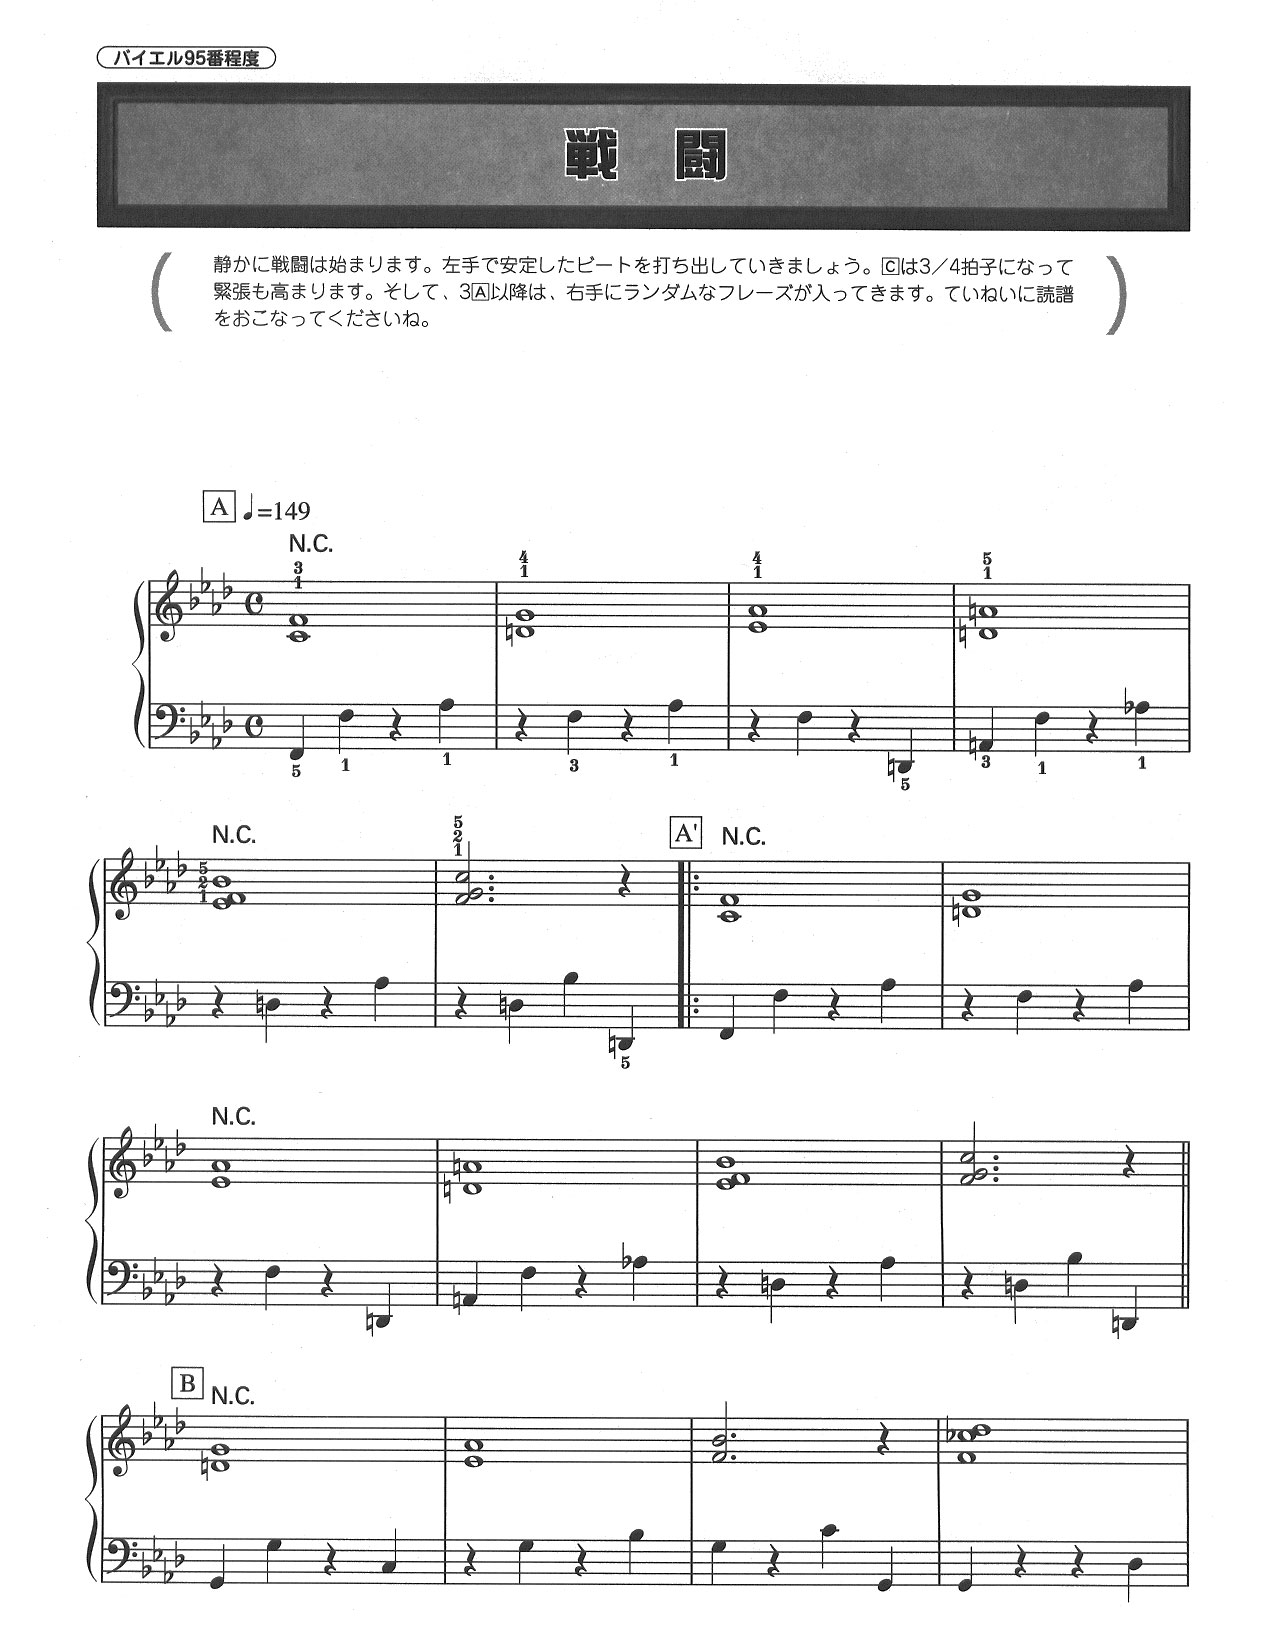 バイエル95番程度
戦 闘
静かに戦闘は始まります。左手で安定したビートを打ち出していきましょう。Cは3／4拍子になって
緊張も高まります。そして、3A以降は、右手にランダムなフレーズが入ってきます。ていねいに読譜
をおこなってくださいね。
A ♩=149
N.C.
3 4 4 5
1 1 1 1
5 1 1 3 1 5 3 1 1
A'
N.C. N.C.
5 5
2 2
1 1
5
N.C.
B N.C.